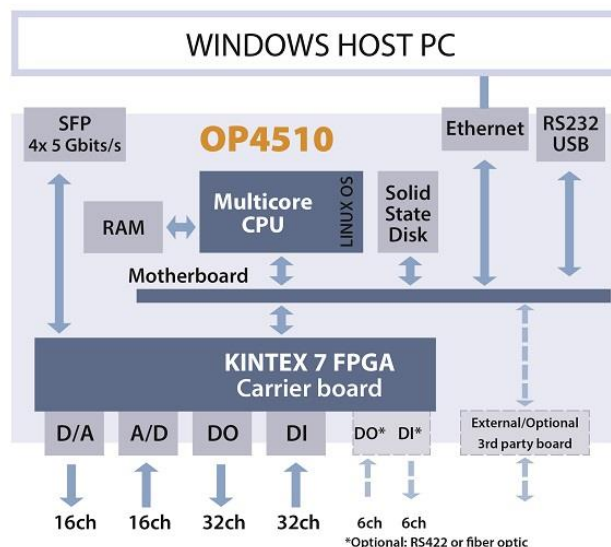 WINDOWS HOST PC
SFP
4x 5 Gbits/s
OP4510
Ethernet
RS232
USB
RAM
Multicore
CPU
LINUX OS
Solid
State
Disk
Motherboard
KINTEX 7 FPGA
Carrier board
D/A
A/D
DO
DI
DO*
DI*
External/Optional
3rd party board
16ch
16ch
32ch
32ch
6ch
6ch
*Optional: RS422 or fiber optic